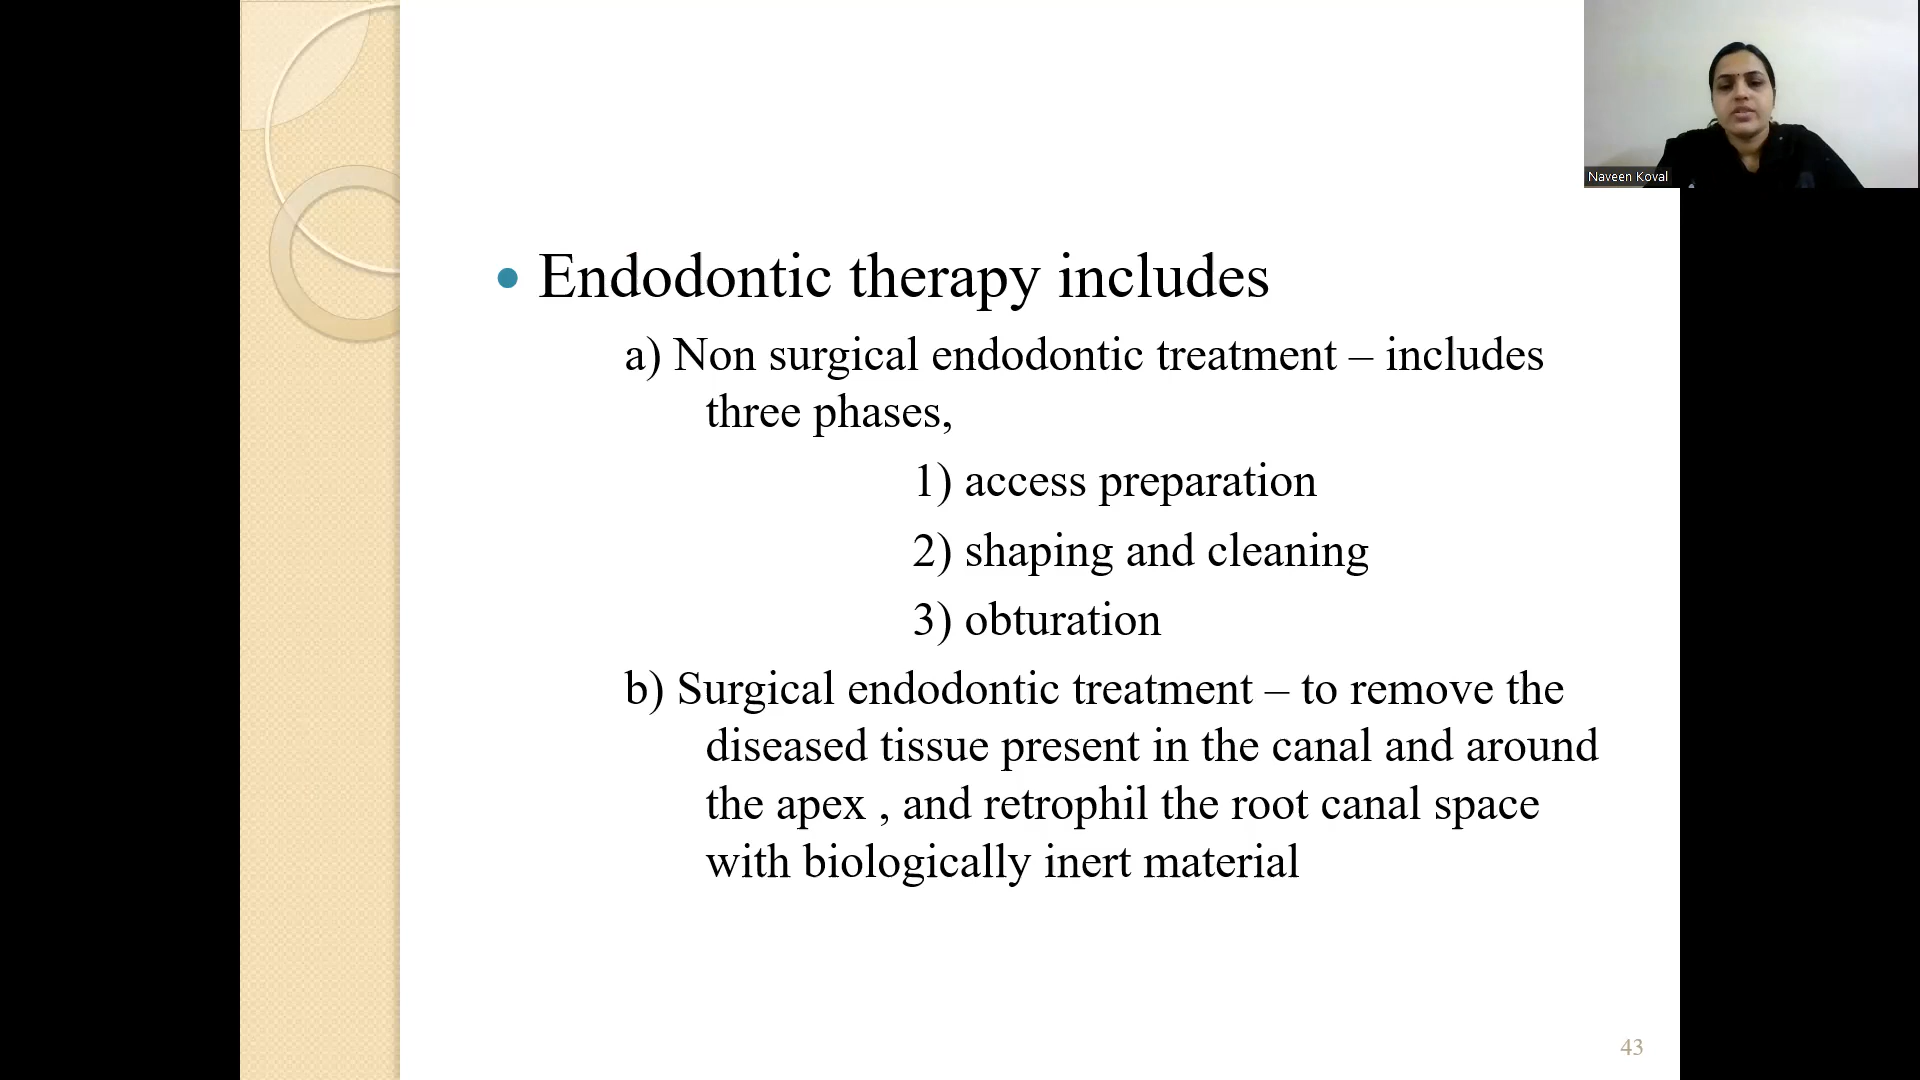 Naveen Koval
• Endodontic therapy includes
a) Non surgical endodontic treatment – includes
three phases,
1) access preparation
2) shaping and cleaning
3) obturation
b) Surgical endodontic treatment – to remove the
diseased tissue present in the canal and around
the apex , and retrophil the root canal space
with biologically inert material
43